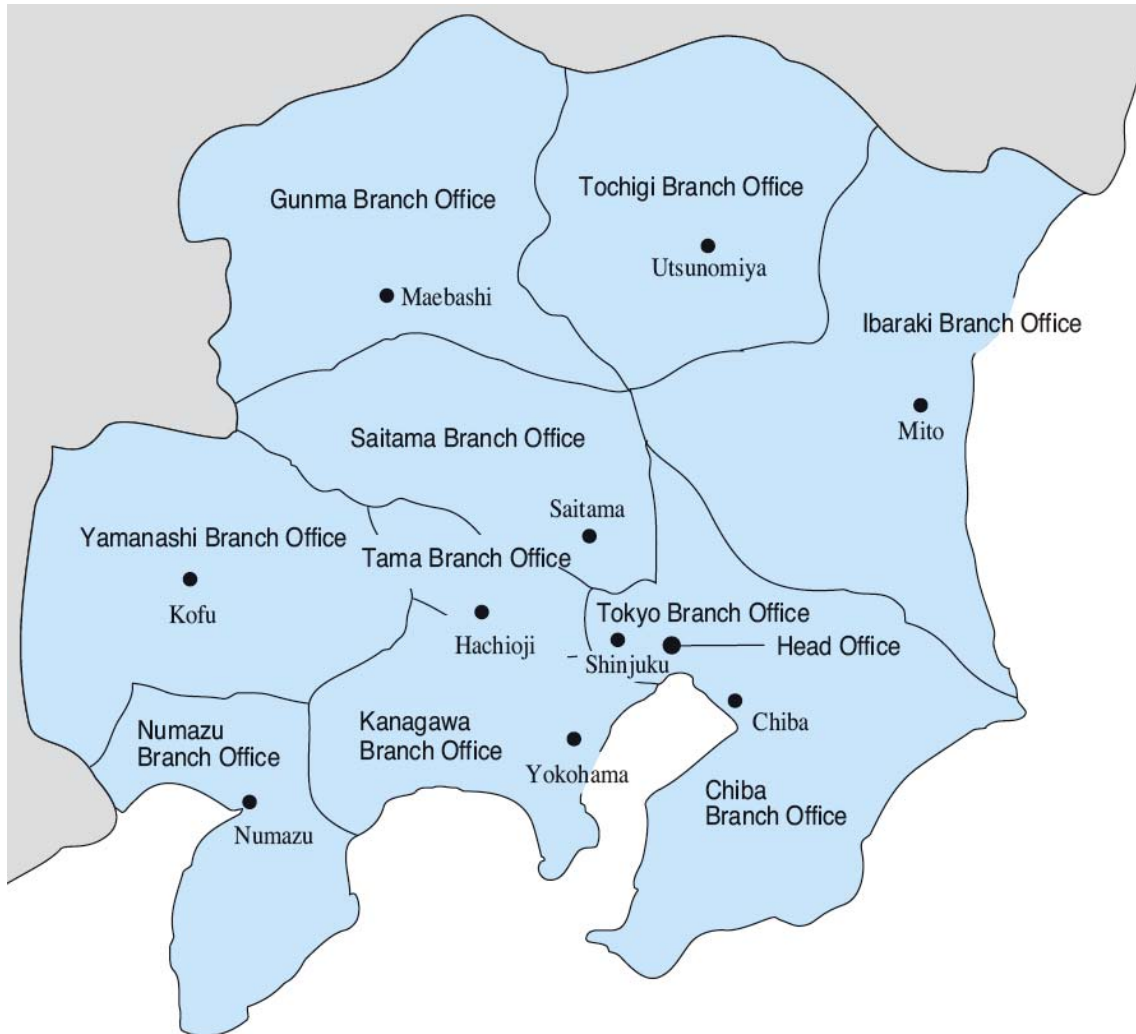 Tochigi Branch Office
Gunma Branch Office
Utsunomiya
Maebashi
Ibaraki Branch Office
Mito
Saitama Branch Office
Saitama
Yamanashi Branch Office
Tama Branch Office
Kofu
Hachioji
Tokyo Branch Office
Shinjuku
Head Office
Chiba
Numazu
Branch Office
Kanagawa
Branch Office
Yokohama
Chiba
Branch Office
Numazu